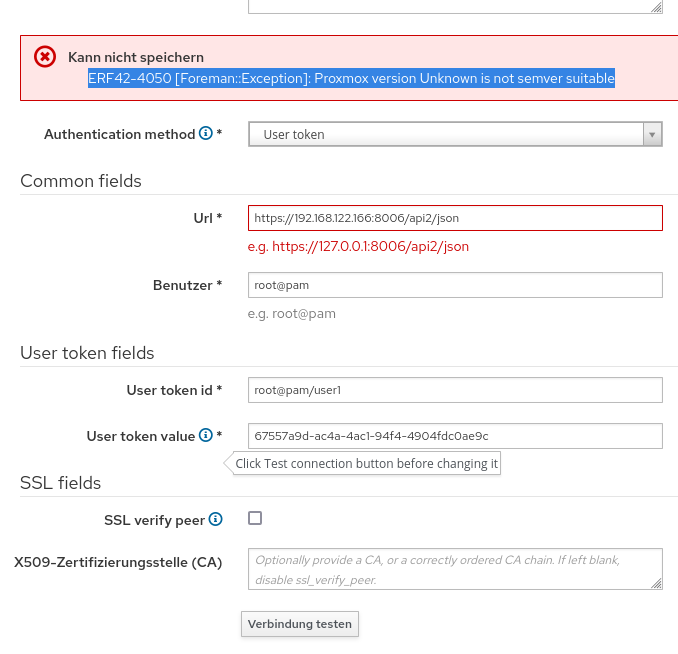 Kann nicht speichern
ERF42-4050 [Foreman::Exception]: Proxmox version Unknown is not semver suitable
Authentication method *
User token
Common fields
Url *
https://192.168.122.166:8006/api2/json
e.g. https://127.0.0.1:8006/api2/json
Benutzer *
root@pam
e.g. root@pam
User token fields
User token id *
root@pam/user1
User token value *
67557a9d-ac4a-4ac1-94f4-4904fdc0ae9c
Click Test connection button before changing it
SSL fields
SSL verify peer
X509-Zertifizierungsstelle (CA)
Optionally provide a CA, or a correctly ordered CA chain. If left blank,
disable ssl_verify_peer.
Verbindung testen